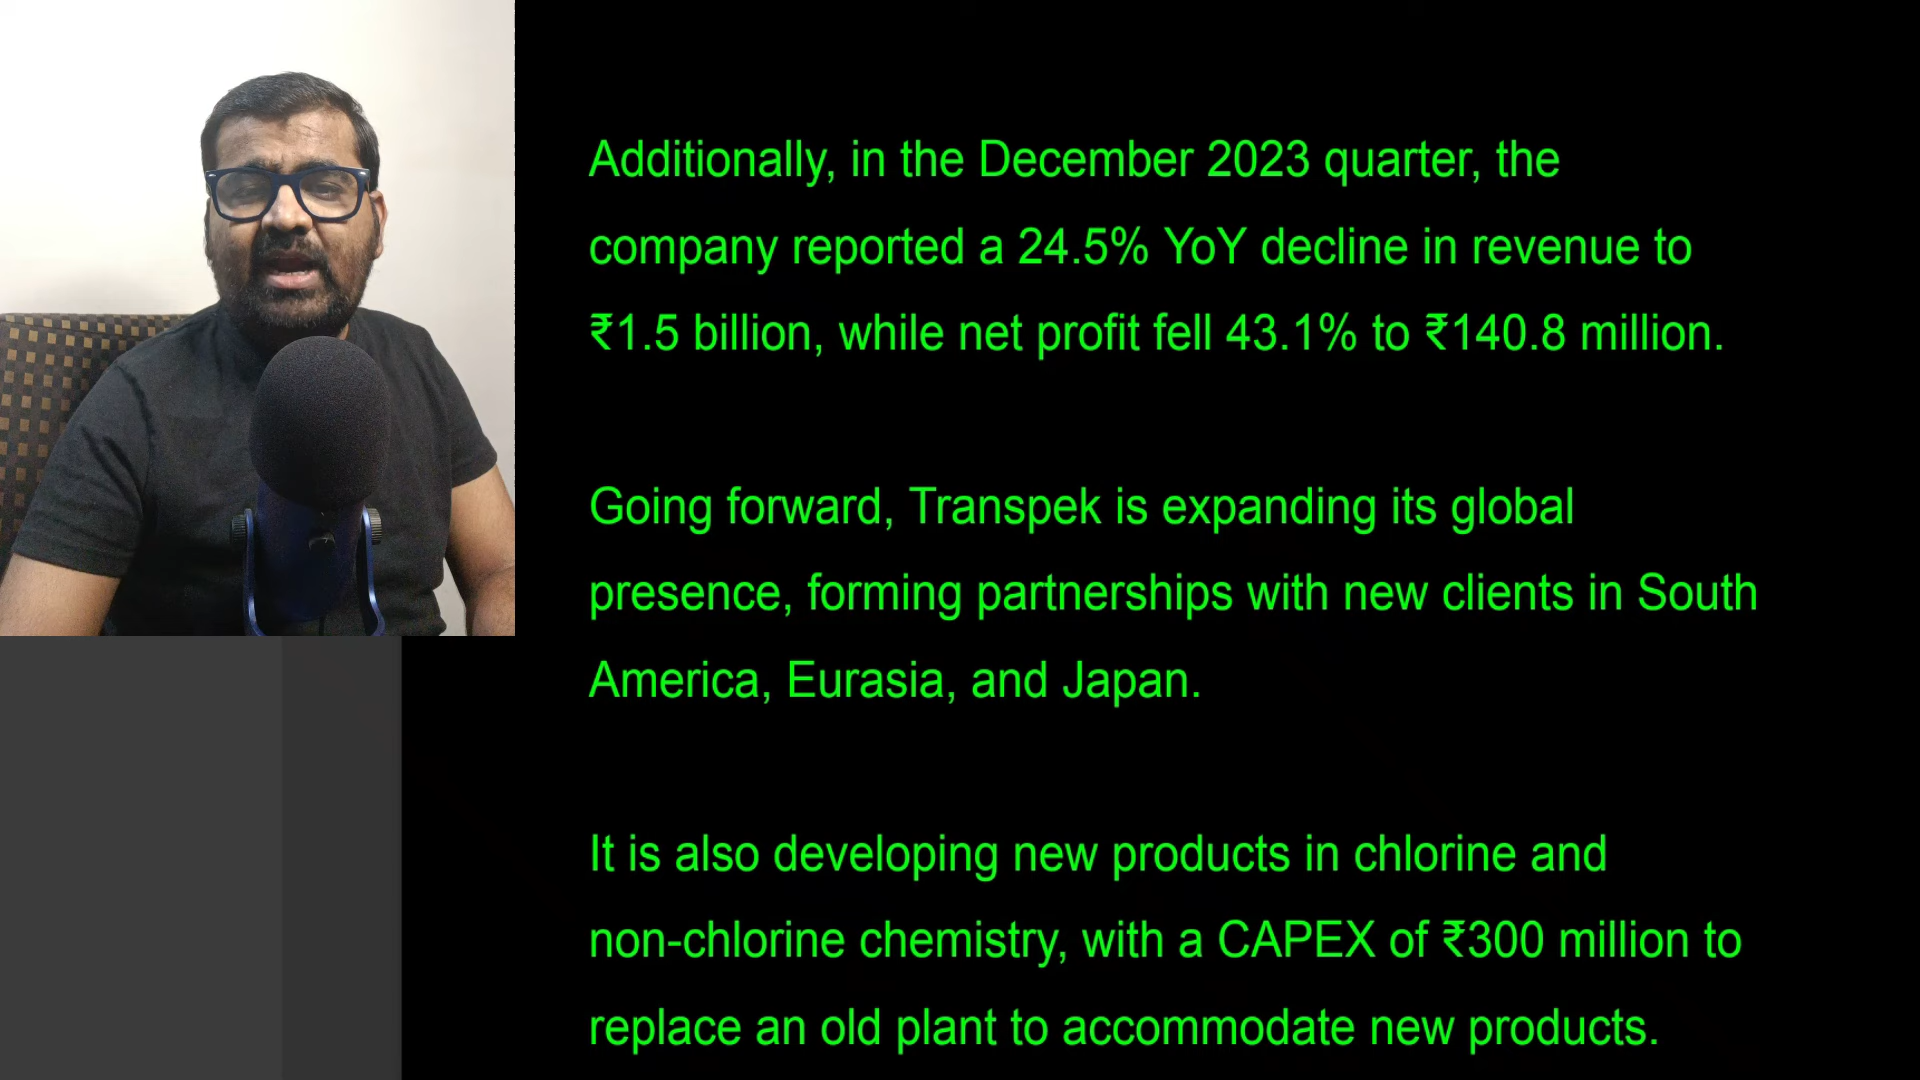 Additionally, in the December 2023 quarter, the
company reported a 24.5% YoY decline in revenue to
₹1.5 billion, while net profit fell 43.1% to ₹140.8 million.
Going forward, Transpek is expanding its global
presence, forming partnerships with new clients in South
America, Eurasia, and Japan.
It is also developing new products in chlorine and
non-chlorine chemistry, with a CAPEX of ₹300 million to
replace an old plant to accommodate new products.